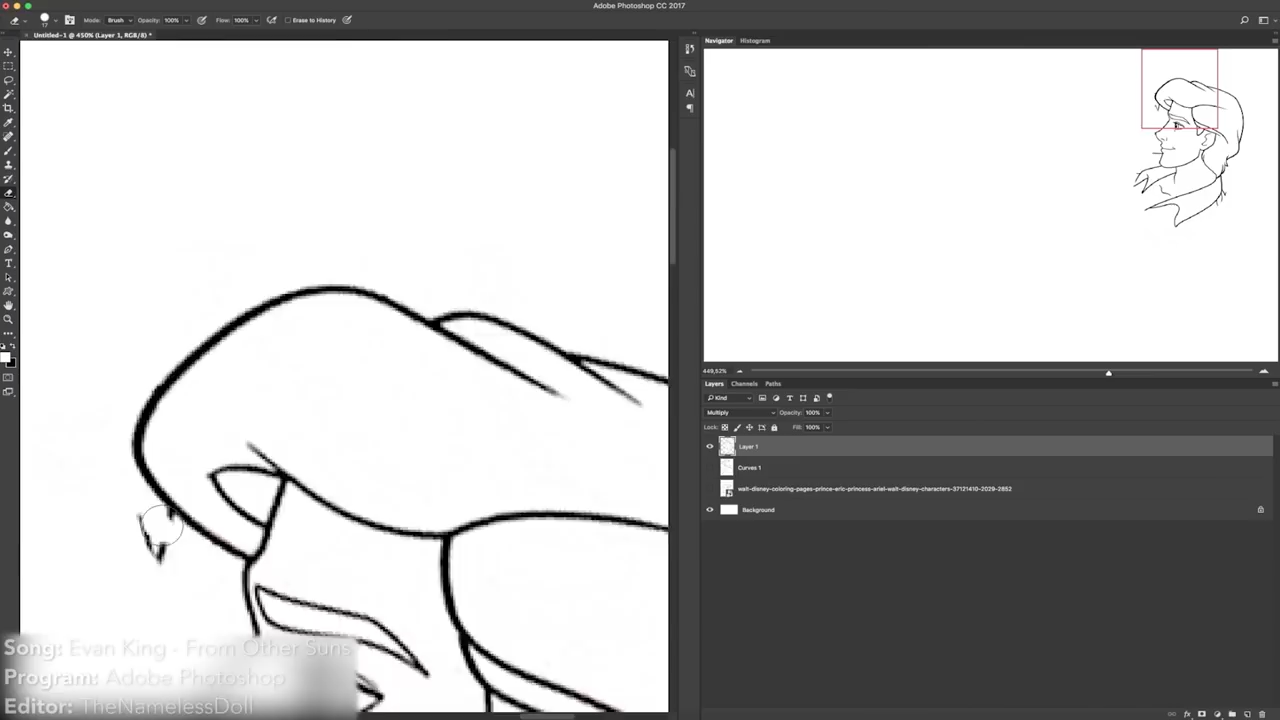 Adobe Photoshop CC 2017
17
Mode: Brush Opacity: 100% Flow: 100% Erase to History
Untitled-1 @ 450% (Layer 1, RGB/8) *
Navigator Histogram
449,52%
Layers Channels Paths
Kind
Multiply Opacity: 100%
Lock: Fill: 100%
Layer 1
Curves 1
walt-disney-coloring-pages-prince-eric-princess-ariel-walt-disney-characters-37121410-2029-2852
Background
Song: Evan King - From Other Suns
Program: Adobe Photoshop
Editor: TheNamelessDoll